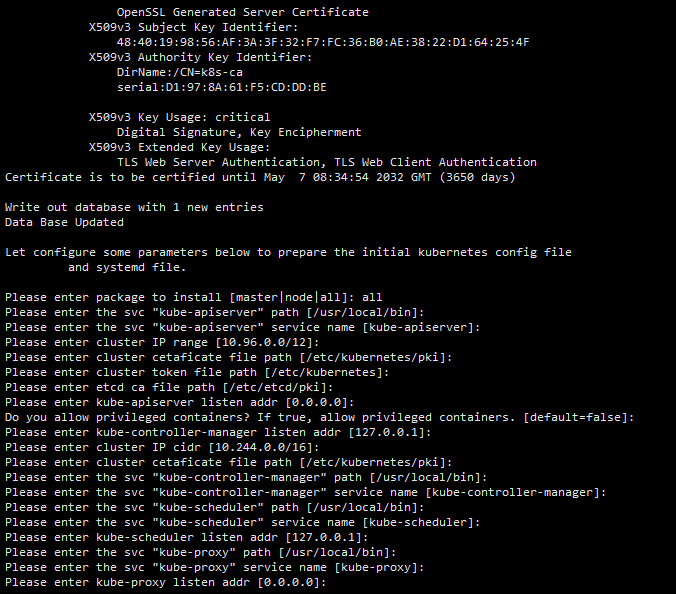 OpenSSL Generated Server Certificate
X509v3 Subject Key Identifier:
48:40:19:98:56:AF:3A:3F:32:F7:FC:36:B0:AE:38:22:D1:64:25:4F
X509v3 Authority Key Identifier:
DirName:/CN=k8s-ca
serial:D1:97:8A:61:F5:CD:DD:BE
X509v3 Key Usage: critical
Digital Signature, Key Encipherment
X509v3 Extended Key Usage:
TLS Web Server Authentication, TLS Web Client Authentication
Certificate is to be certified until May  7 08:34:54 2032 GMT (3650 days)
Write out database with 1 new entries
Data Base Updated
Let configure some parameters below to prepare the initial kubernetes config file
and systemd file.
Please enter package to install [master|node|all]: all
Please enter the svc "kube-apiserver" path [/usr/local/bin]:
Please enter the svc "kube-apiserver" service name [kube-apiserver]:
Please enter cluster IP range [10.96.0.0/12]:
Please enter cluster cetaficate file path [/etc/kubernetes/pki]:
Please enter cluster token file path [/etc/kubernetes]:
Please enter etcd ca file path [/etc/etcd/pki]:
Please enter kube-apiserver listen addr [0.0.0.0]:
Do you allow privileged containers? If true, allow privileged containers. [default=false]:
Please enter kube-controller-manager listen addr [127.0.0.1]:
Please enter cluster IP cidr [10.244.0.0/16]:
Please enter cluster cetaficate file path [/etc/kubernetes/pki]:
Please enter the svc "kube-controller-manager" path [/usr/local/bin]:
Please enter the svc "kube-controller-manager" service name [kube-controller-manager]:
Please enter the svc "kube-scheduler" path [/usr/local/bin]:
Please enter the svc "kube-scheduler" service name [kube-scheduler]:
Please enter kube-scheduler listen addr [127.0.0.1]:
Please enter the svc "kube-proxy" path [/usr/local/bin]:
Please enter the svc "kube-proxy" service name [kube-proxy]:
Please enter kube-proxy listen addr [0.0.0.0]: